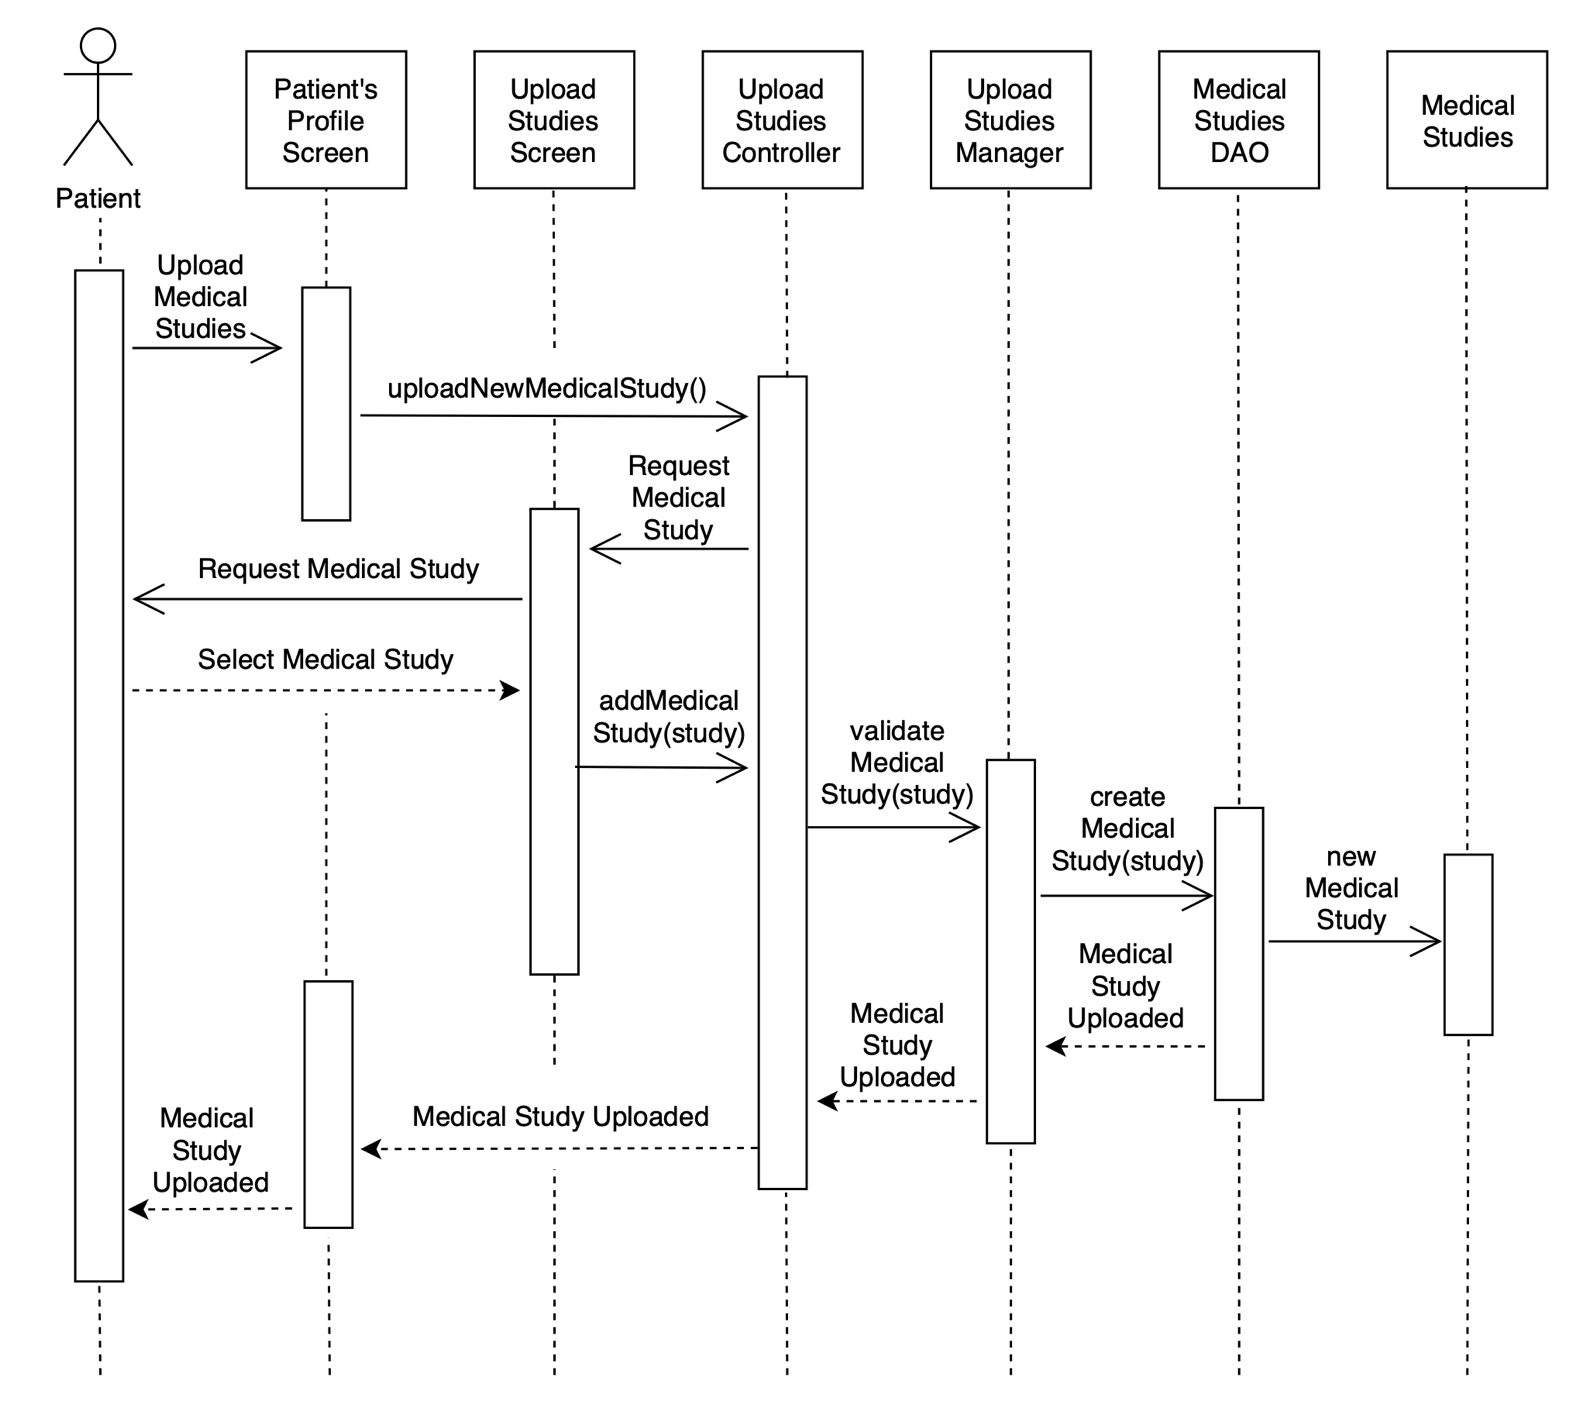 Patient
Patient's
Profile
Screen
Upload
Studies
Screen
Upload
Studies
Controller
Upload
Studies
Manager
Medical
Studies
DAO
Medical
Studies
Upload
Medical
Studies
uploadNewMedicalStudy()
Request
Medical
Study
Request Medical Study
Select Medical Study
addMedical
Study(study)
validate
Medical
Study(study)
create
Medical
Study(study)
new
Medical
Study
Medical
Study
Uploaded
Medical
Study
Uploaded
Medical Study Uploaded
Medical
Study
Uploaded